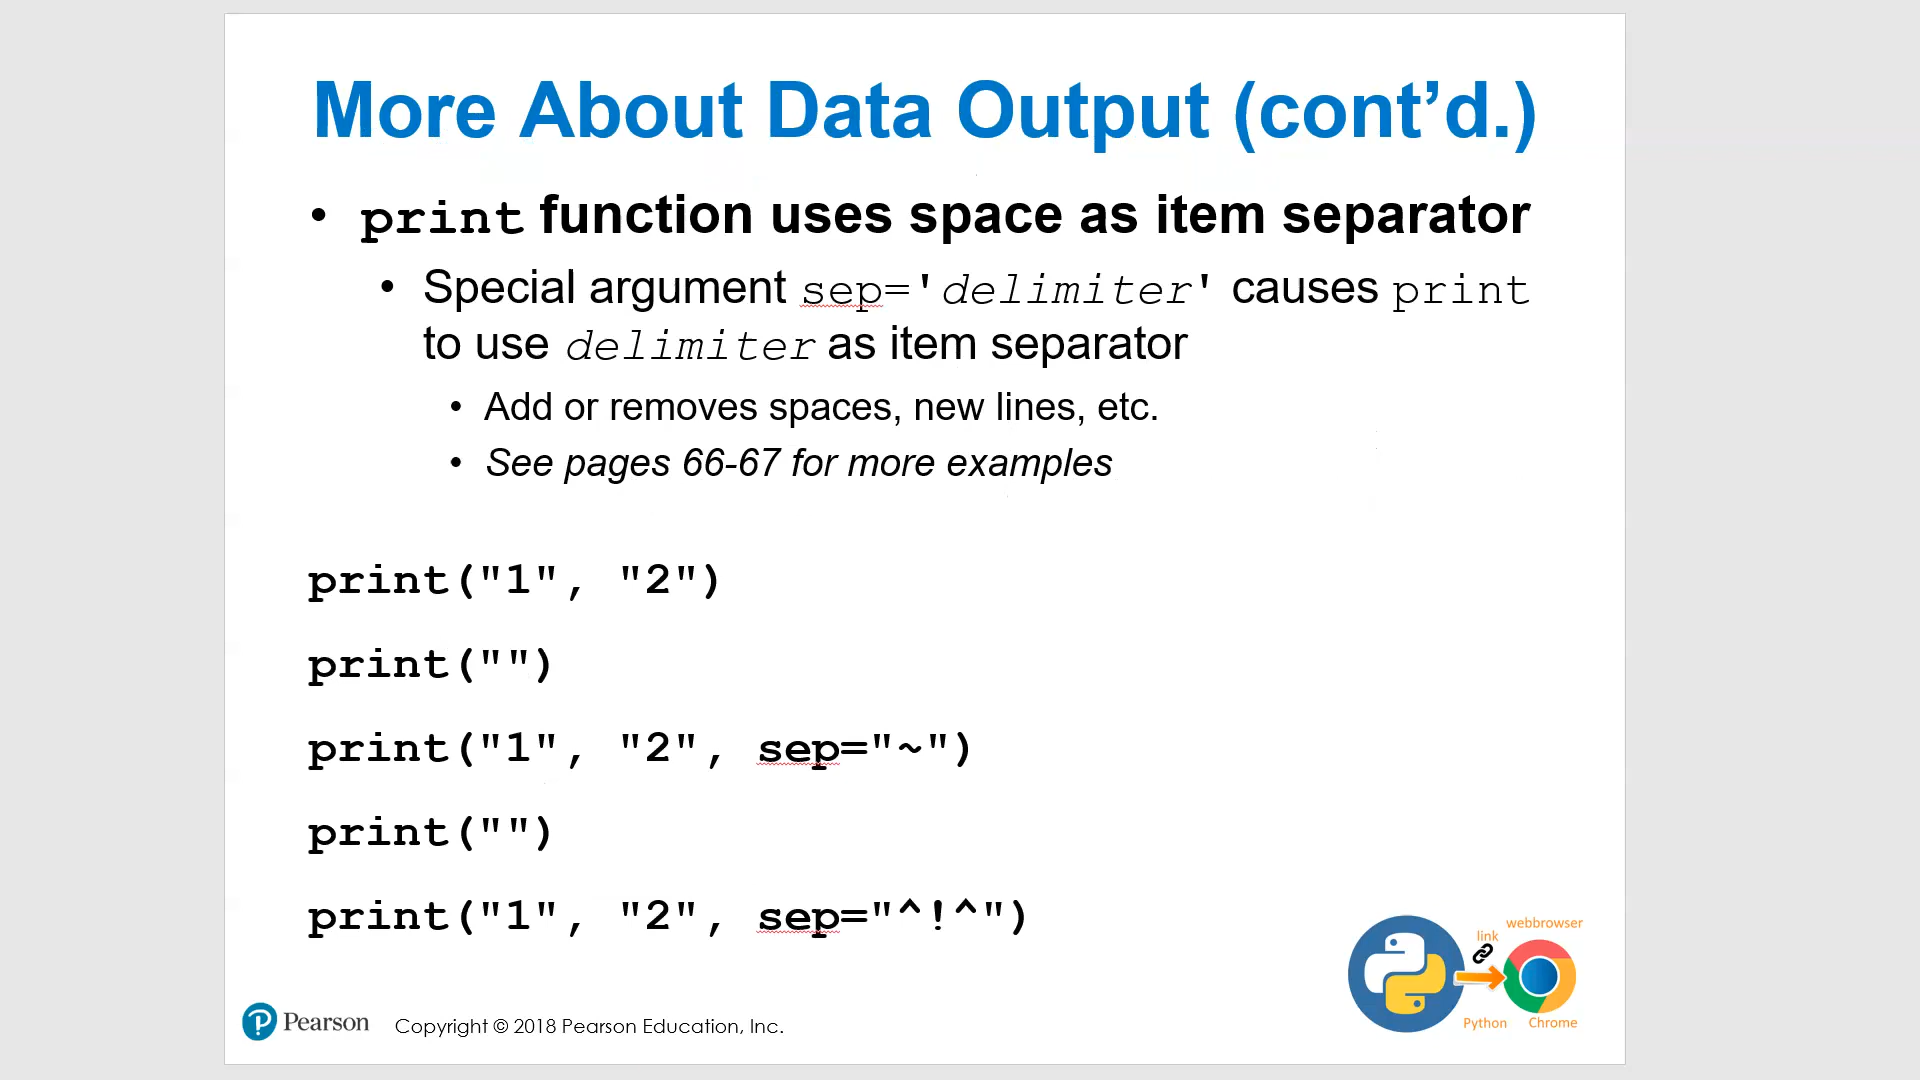 More About Data Output (cont’d.)
• print function uses space as item separator
• Special argument sep='delimiter' causes print
to use delimiter as item separator
• Add or removes spaces, new lines, etc.
• See pages 66-67 for more examples
print("1", "2")
print("")
print("1", "2", sep="~")
print("")
print("1", "2", sep="^!^")
webbrowser
link
Python Chrome
Pearson Copyright © 2018 Pearson Education, Inc.